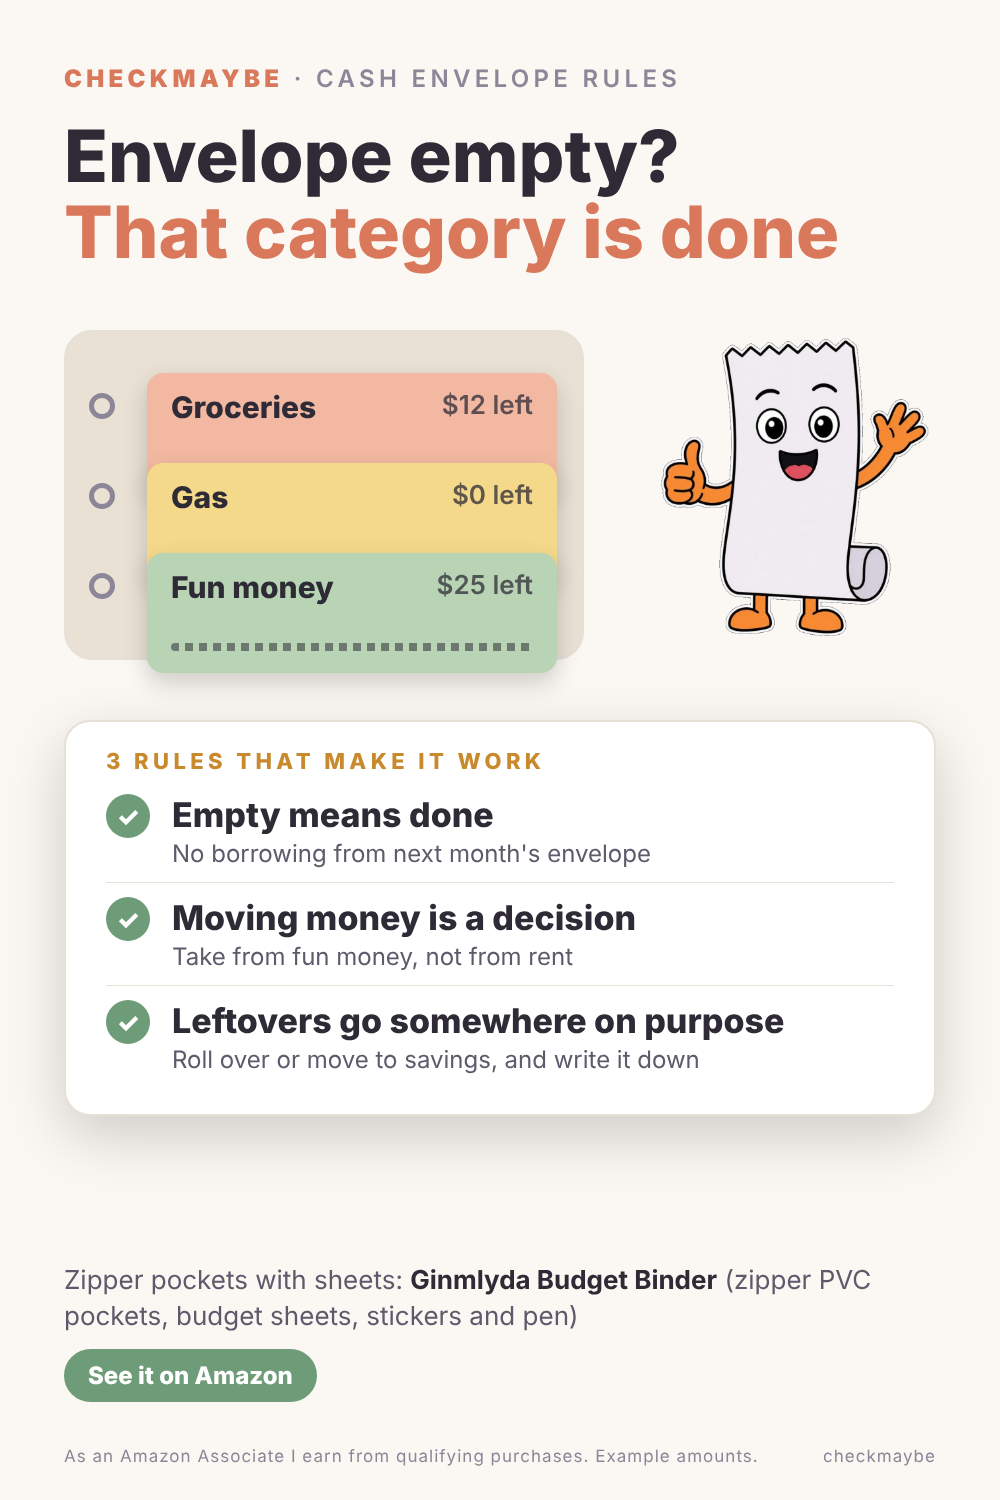 CHECKMAYBE · CASH ENVELOPE RULES
Envelope empty?
That category is done
Groceries $12 left
Gas $0 left
Fun money $25 left
3 RULES THAT MAKE IT WORK
Empty means done
No borrowing from next month's envelope
Moving money is a decision
Take from fun money, not from rent
Leftovers go somewhere on purpose
Roll over or move to savings, and write it down
Zipper pockets with sheets: Ginmlyda Budget Binder (zipper PVC
pockets, budget sheets, stickers and pen)
See it on Amazon
As an Amazon Associate I earn from qualifying purchases. Example amounts. checkmaybe